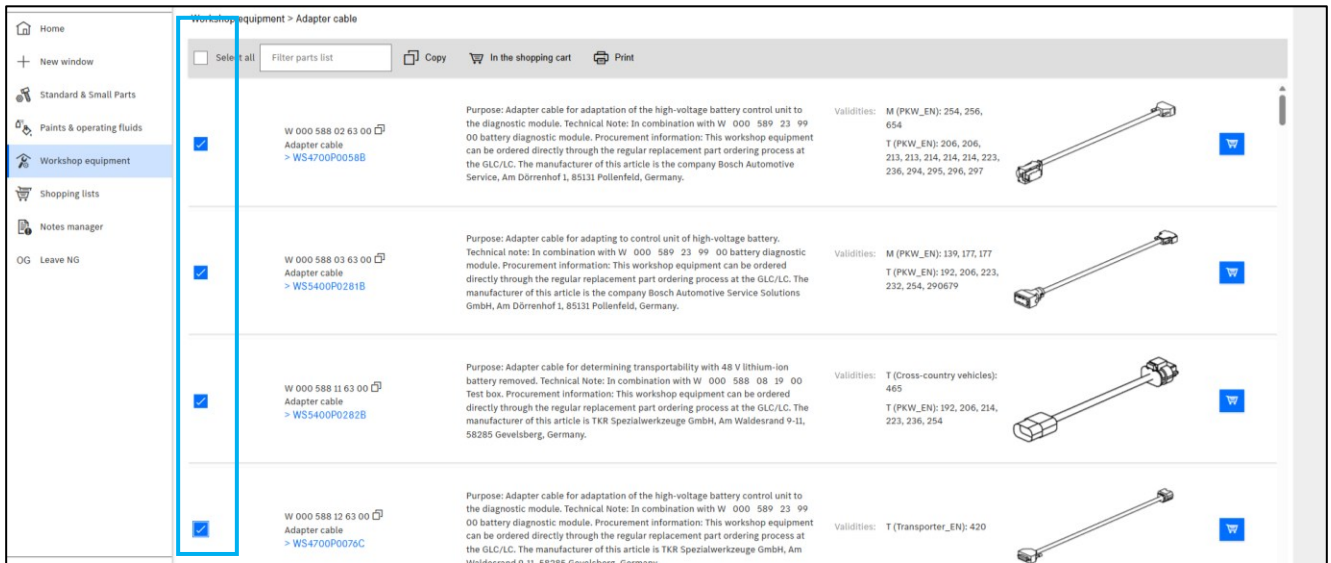 Workshop equipment > Adapter cable
Home
New window
Standard & Small Parts
Paints & operating fluids
Workshop equipment
Shopping lists
Notes manager
OG Leave NG
Select all
Filter parts list
Copy
In the shopping cart
Print
W 000 588 02 63 00
Adapter cable
> WS4700P0058B
Purpose: Adapter cable for adaptation of the high-voltage battery control unit to
the diagnostic module. Technical Note: In combination with W 000 589 23 99
00 battery diagnostic module. Procurement information: This workshop equipment
can be ordered directly through the regular replacement part ordering process at
the GLC/LC. The manufacturer of this article is the company Bosch Automotive
Service, Am Dörrenhof 1, 85131 Pollenfeld, Germany.
Validities: M (PKW_EN): 254, 256,
654
T (PKW_EN): 206, 206,
213, 213, 214, 214, 214, 223,
236, 294, 295, 296, 297
W 000 588 03 63 00
Adapter cable
> WS5400P0281B
Purpose: Adapter cable for adapting to control unit of high-voltage battery.
Technical note: In combination with W 000 589 23 99 00 battery diagnostic
module. Procurement information: This workshop equipment can be ordered
directly through the regular replacement part ordering process at the GLC/LC. The
manufacturer of this article is the company Bosch Automotive Service Solutions
GmbH, Am Dörrenhof 1, 85131 Pollenfeld, Germany.
Validities: M (PKW_EN): 139, 177, 177
T (PKW_EN): 192, 206, 223,
232, 254, 290679
W 000 588 11 63 00
Adapter cable
> WS5400P0282B
Purpose: Adapter cable for determining transportability with 48 V lithium-ion
battery removed. Technical Note: In combination with W 000 588 08 19 00
Test box. Procurement information: This workshop equipment can be ordered
directly through the regular replacement part ordering process at the GLC/LC. The
manufacturer of this article is TKR Spezialwerkzeuge GmbH, Am Waldesrand 9-11,
58285 Gevelsberg, Germany.
Validities: T (Cross-country vehicles):
465
T (PKW_EN): 192, 206, 214,
223, 236, 254
W 000 588 12 63 00
Adapter cable
> WS4700P0076C
Purpose: Adapter cable for adaptation of the high-voltage battery control unit to
the diagnostic module. Technical Note: In combination with W 000 589 23 99
00 battery diagnostic module. Procurement information: This workshop equipment
can be ordered directly through the regular replacement part ordering process at
the GLC/LC. The manufacturer of this article is TKR Spezialwerkzeuge GmbH, Am
Waldesrand 9-11, 58285 Gevelsberg, Germany.
Validities: T (Transporter_EN): 420